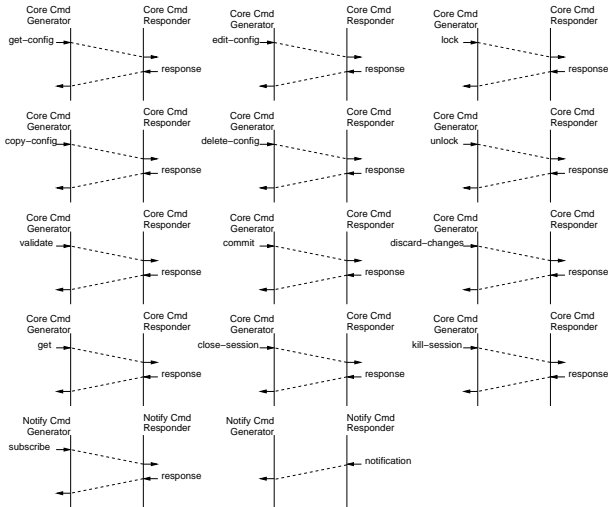 Core Cmd Generator
Core Cmd Responder
get−config
response
Core Cmd Generator
Core Cmd Responder
edit−config
response
Core Cmd Generator
Core Cmd Responder
lock
response
Core Cmd Generator
Core Cmd Responder
copy−config
response
Core Cmd Generator
Core Cmd Responder
delete−config
response
Core Cmd Generator
Core Cmd Responder
unlock
response
Core Cmd Generator
Core Cmd Responder
validate
response
Core Cmd Generator
Core Cmd Responder
commit
response
Core Cmd Generator
Core Cmd Responder
discard−changes
response
Core Cmd Generator
Core Cmd Responder
get
response
Core Cmd Generator
Core Cmd Responder
close−session
response
Core Cmd Generator
Core Cmd Responder
kill−session
response
Notify Cmd Generator
Notify Cmd Responder
subscribe
response
Notify Cmd Generator
Notify Cmd Responder
notification